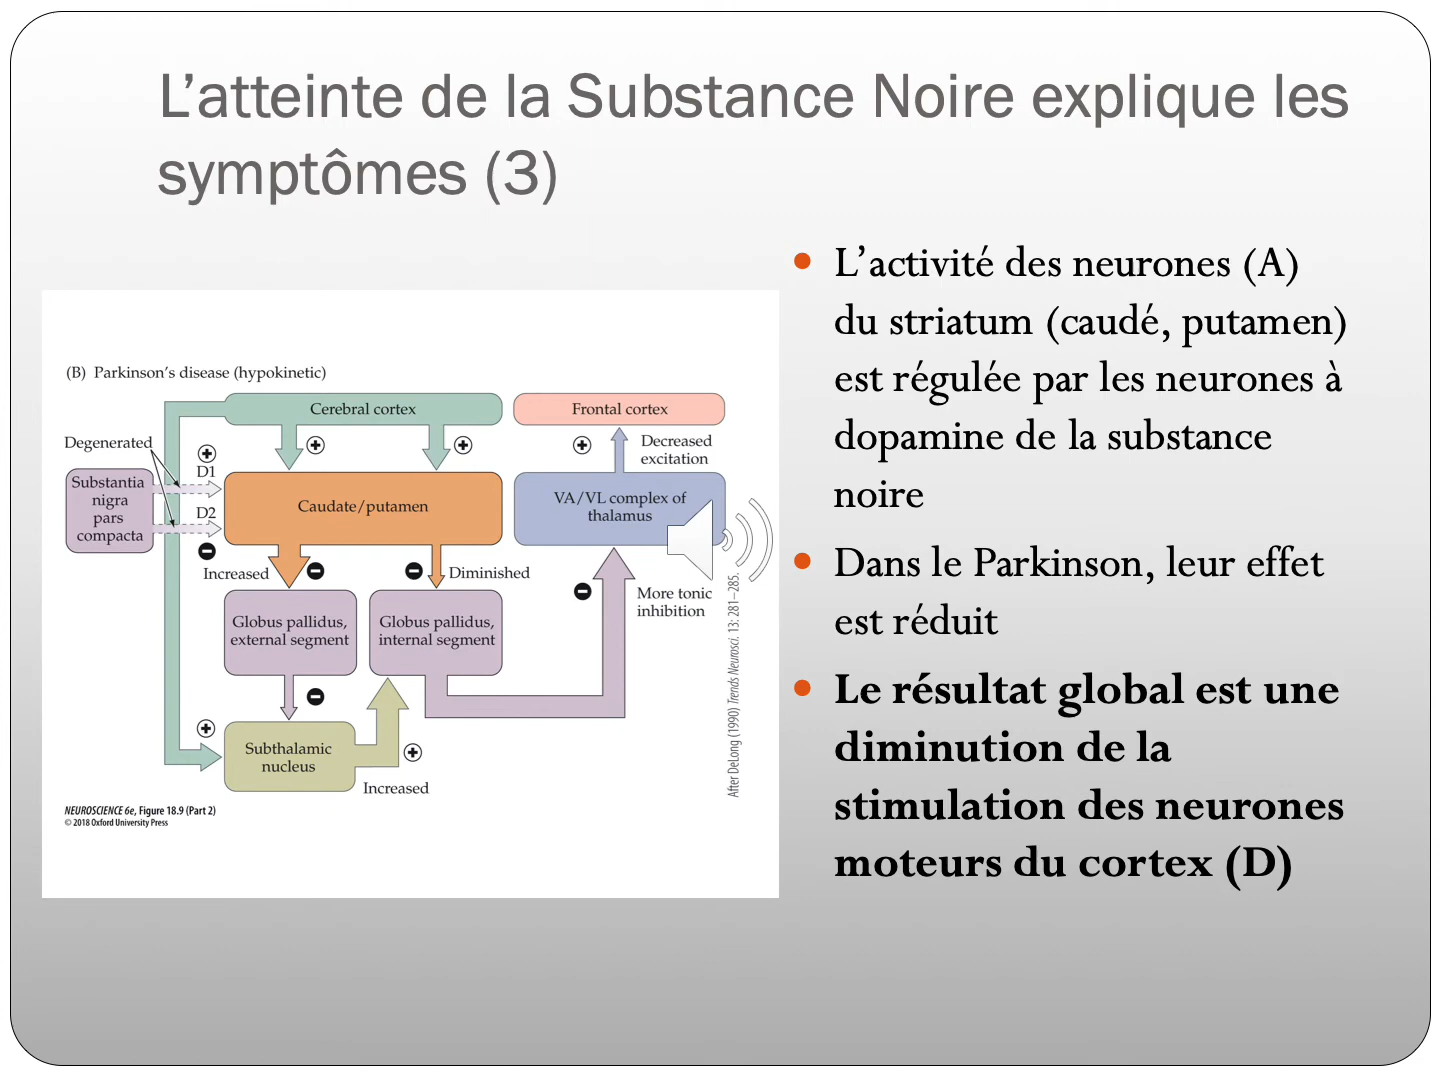 L’atteinte de la Substance Noire explique les
symptômes (3)
(B) Parkinson's disease (hypokinetic)
Cerebral cortex
Frontal cortex
Degenerated
+
D1
+
+
+
Decreased
excitation
Substantia
nigra
pars
compacta
D2
−
Caudate/putamen
VA/VL complex of
thalamus
Increased
−
−
Diminished
Globus pallidus,
external segment
Globus pallidus,
internal segment
−
More tonic
inhibition
−
+
Subthalamic
nucleus
+
Increased
After DeLong (1990) Trends Neurosci. 13: 281–285.
NEUROSCIENCE 6e, Figure 18.9 (Part 2)
© 2018 Oxford University Press
• L’activité des neurones (A)
du striatum (caudé, putamen)
est régulée par les neurones à
dopamine de la substance
noire
• Dans le Parkinson, leur effet
est réduit
• Le résultat global est une
diminution de la
stimulation des neurones
moteurs du cortex (D)